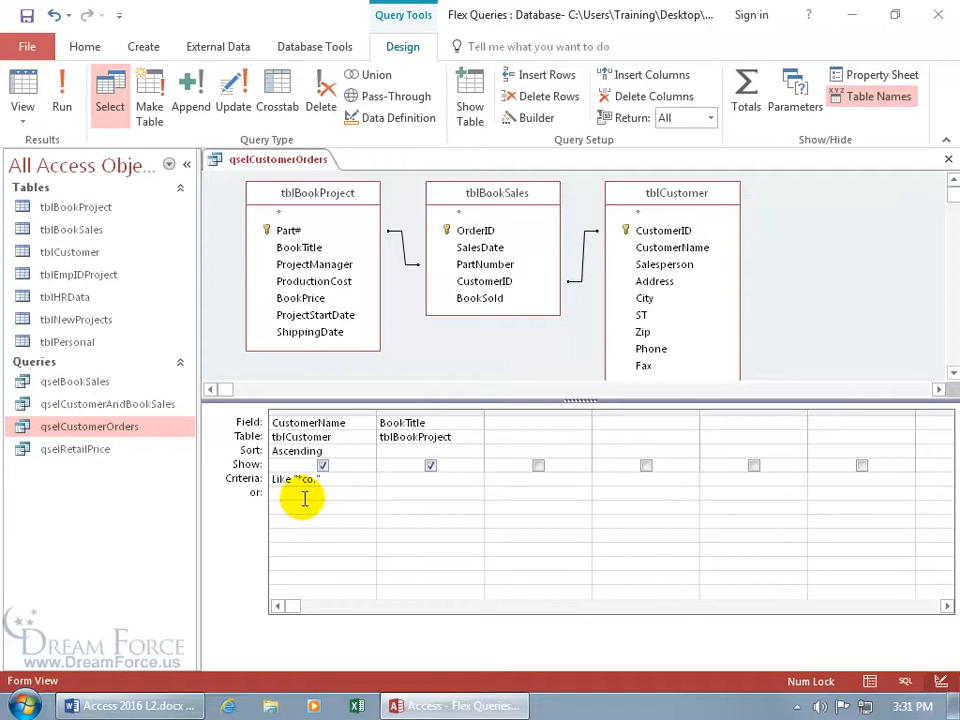 Query Tools
Flex Queries : Database- C:\Users\Training\Desktop\...
Sign in
?
File
Home
Create
External Data
Database Tools
Design
Tell me what you want to do
View
Run
Results
Select
Make Table
Append
Update
Crosstab
Delete
Union
Pass-Through
Data Definition
Query Type
Show Table
Insert Rows
Delete Rows
Builder
Insert Columns
Delete Columns
Return: All
Query Setup
Totals
Parameters
Property Sheet
Table Names
Show/Hide
All Access Obje...
Tables
tblBookProject
tblBookSales
tblCustomer
tblEmpIDProject
tblHRData
tblNewProjects
tblPersonal
Queries
qselBookSales
qselCustomerAndBookSales
qselCustomerOrders
qselRetailPrice
qselCustomerOrders
tblBookProject
*
Part#
BookTitle
ProjectManager
ProductionCost
BookPrice
ProjectStartDate
ShippingDate
tblBookSales
*
OrderID
SalesDate
PartNumber
CustomerID
BookSold
tblCustomer
*
CustomerID
CustomerName
Salesperson
Address
City
ST
Zip
Phone
Fax
Field: CustomerName BookTitle
Table: tblCustomer tblBookProject
Sort: Ascending
Show:
Criteria: Like "*co."
or:
DREAM FORCE
www.DreamForce.us
Form View
Num Lock
SQL
Access 2016 L2.docx ...
Access - Flex Queries...
3:31 PM